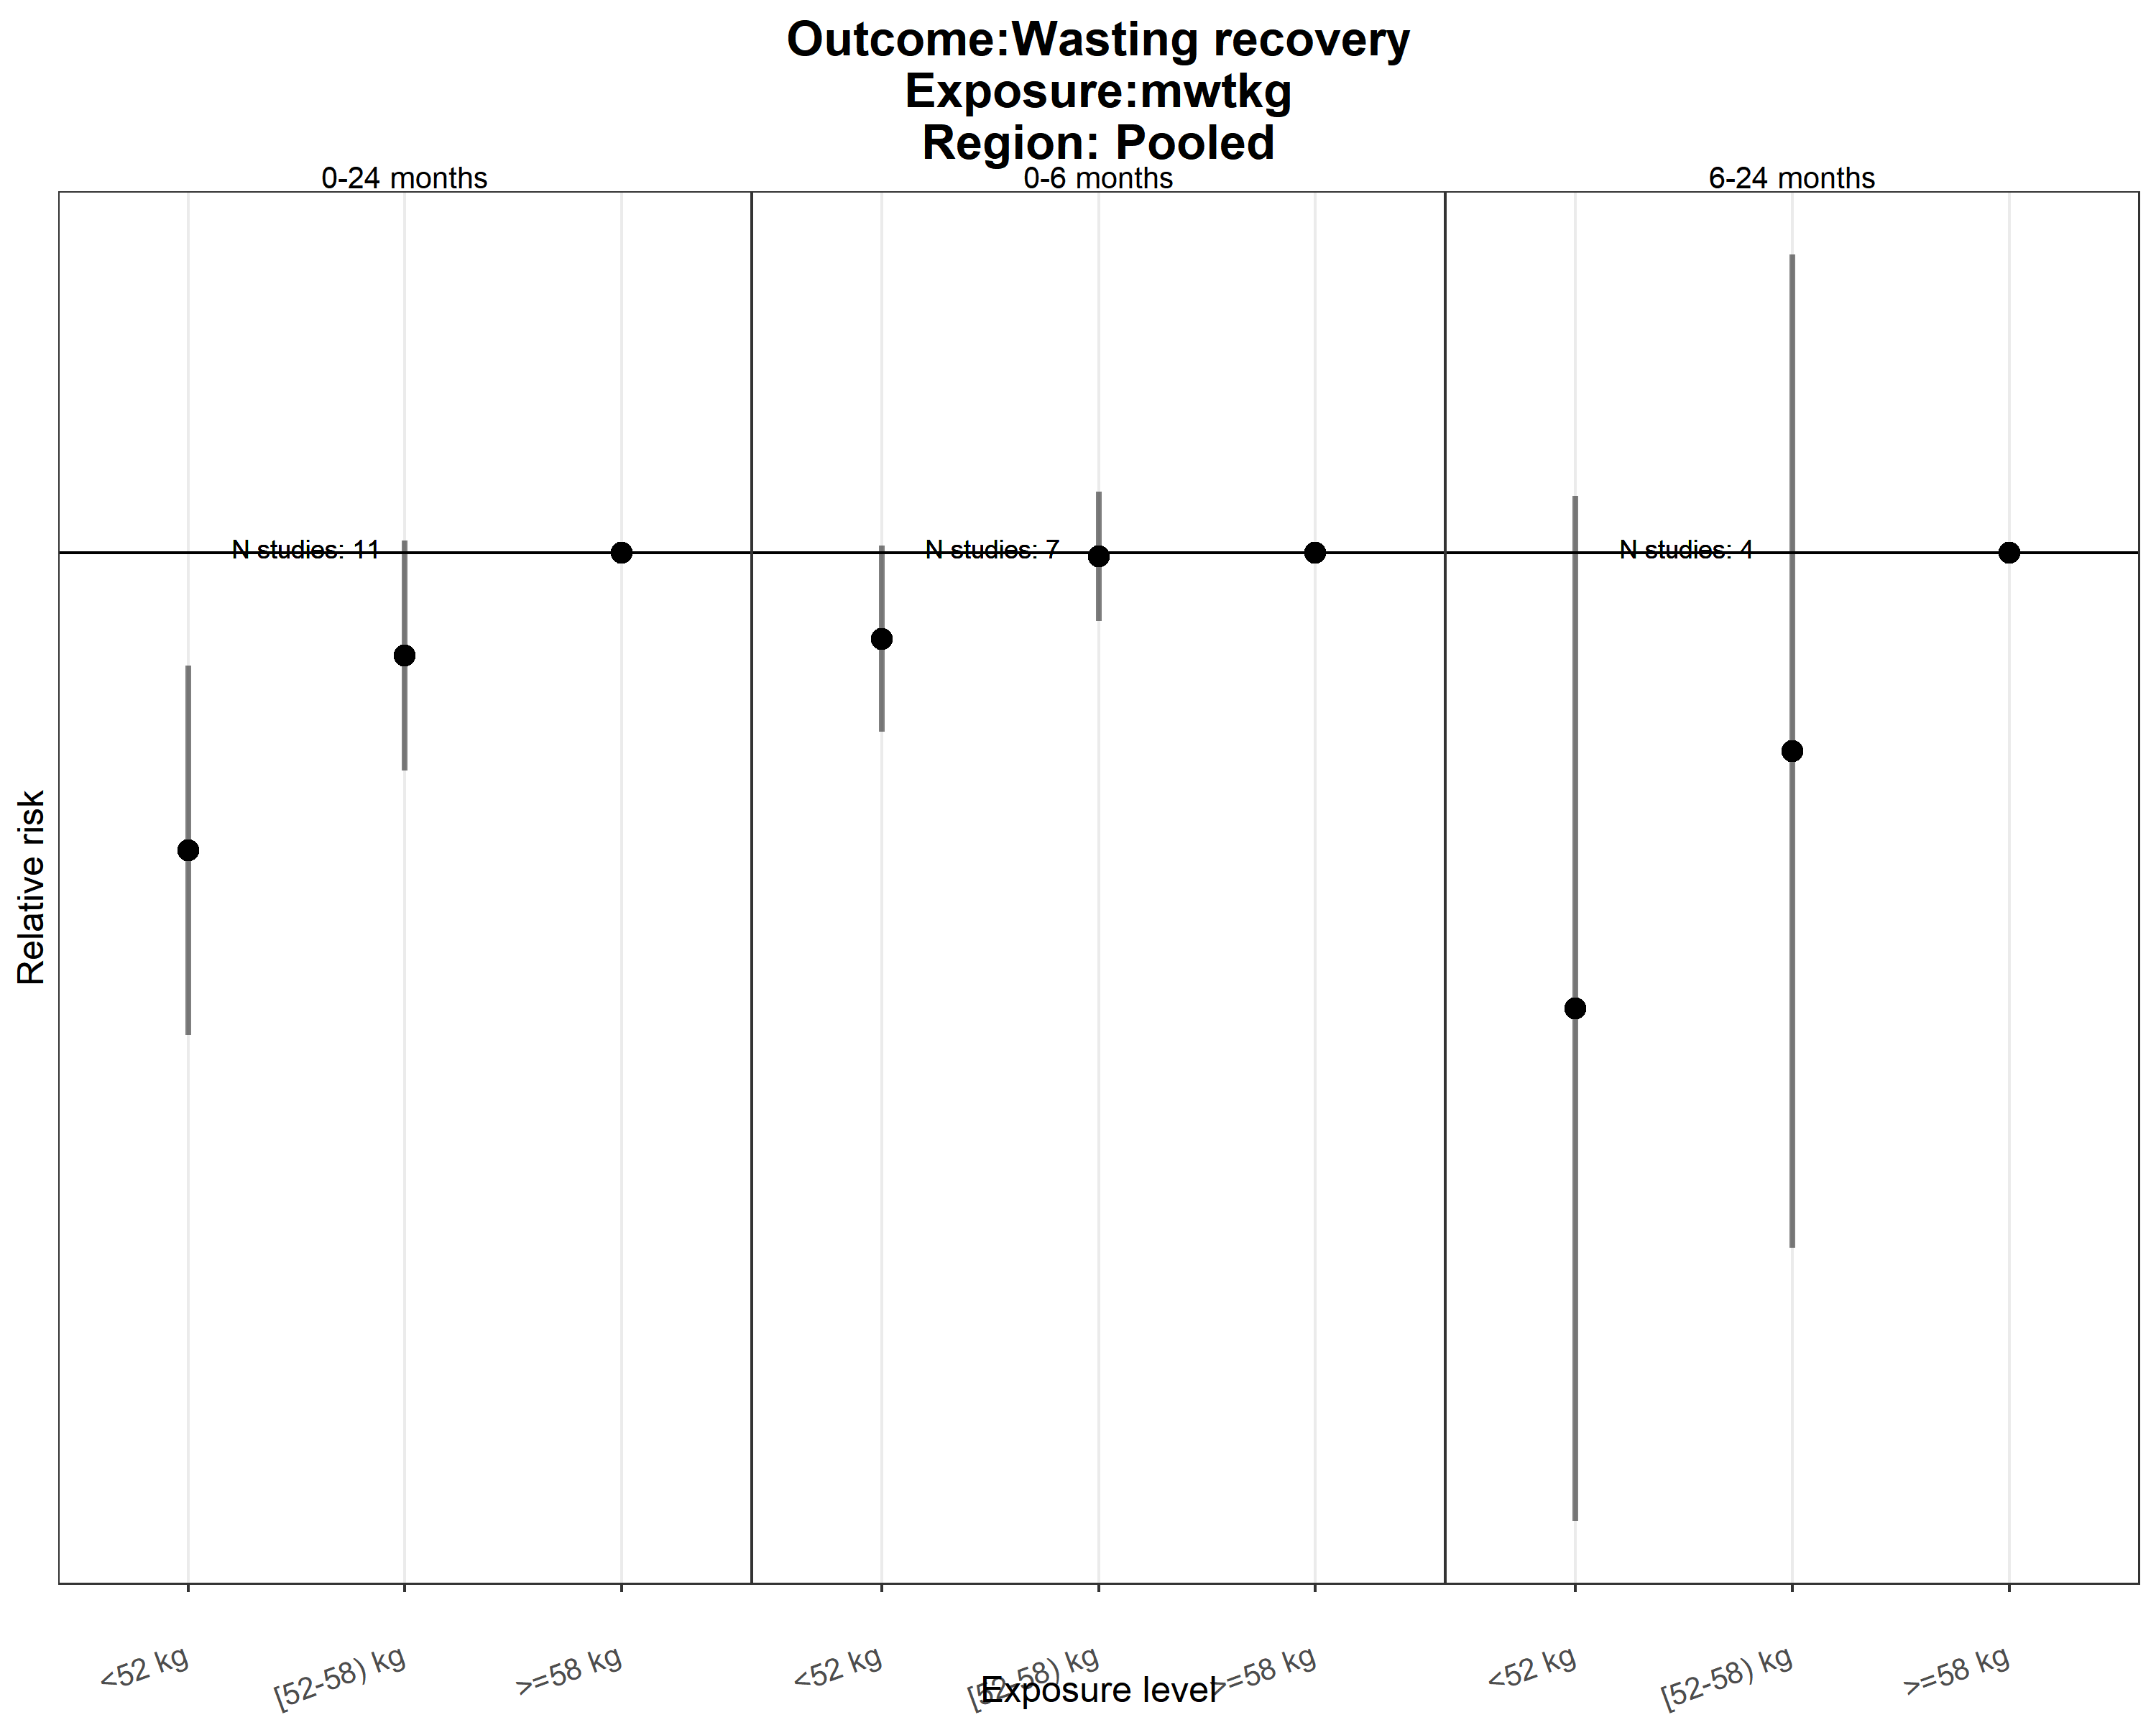 Outcome:Wasting recovery
Exposure:mwtkg
Region: Pooled
0-24 months
0-6 months
6-24 months
N studies: 11
N studies: 7
N studies: 4
Relative risk
<52 kg
[52-58) kg
>=58 kg
<52 kg
[52-58) kg
>=58 kg
<52 kg
[52-58) kg
>=58 kg
Exposure level